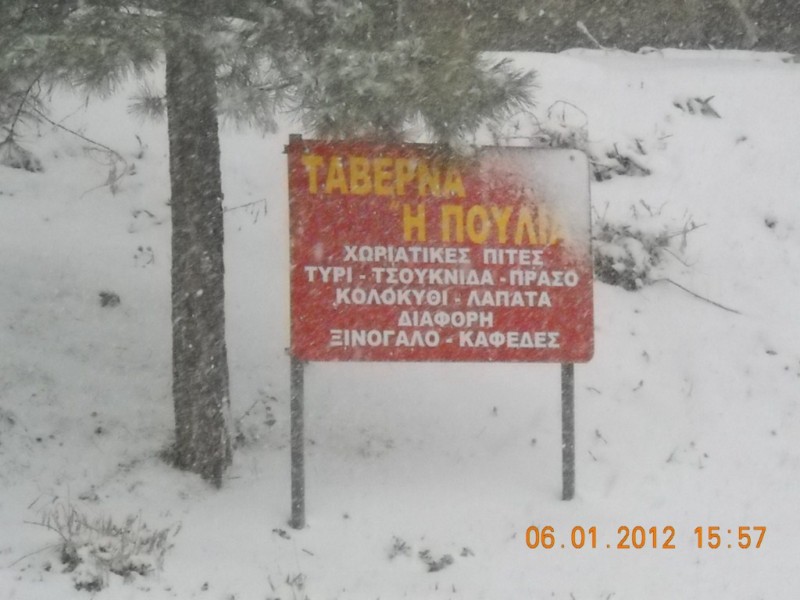 ΤΑΒΕΡΝΑ
"Η ΠΟΥΛΙΑ
ΧΩΡΙΑΤΙΚΕΣ ΠΙΤΕΣ
ΤΥΡΙ - ΤΣΟΥΚΝΙΔΑ - ΠΡΑΣΟ
ΚΟΛΟΚΥΘΙ - ΛΑΠΑΤΑ
ΔΙΑΦΟΡΗ
ΞΙΝΟΓΑΛΟ - ΚΑΦΕΔΕΣ
06.01.2012 15:57